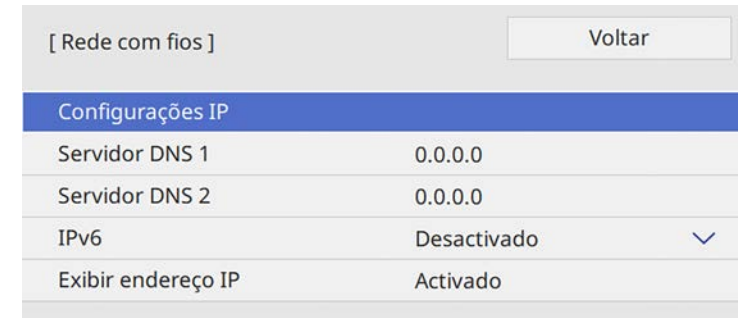 [ Rede com fios ] Voltar
Configurações IP
Servidor DNS 1 0.0.0.0
Servidor DNS 2 0.0.0.0
IPv6 Desactivado
Exibir endereço IP Activado